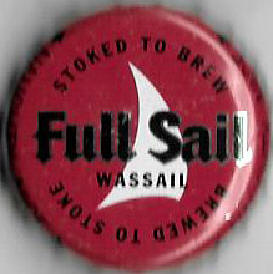 STOKED TO BREW
Full Sail
WASSAIL
BREWED TO STOKE